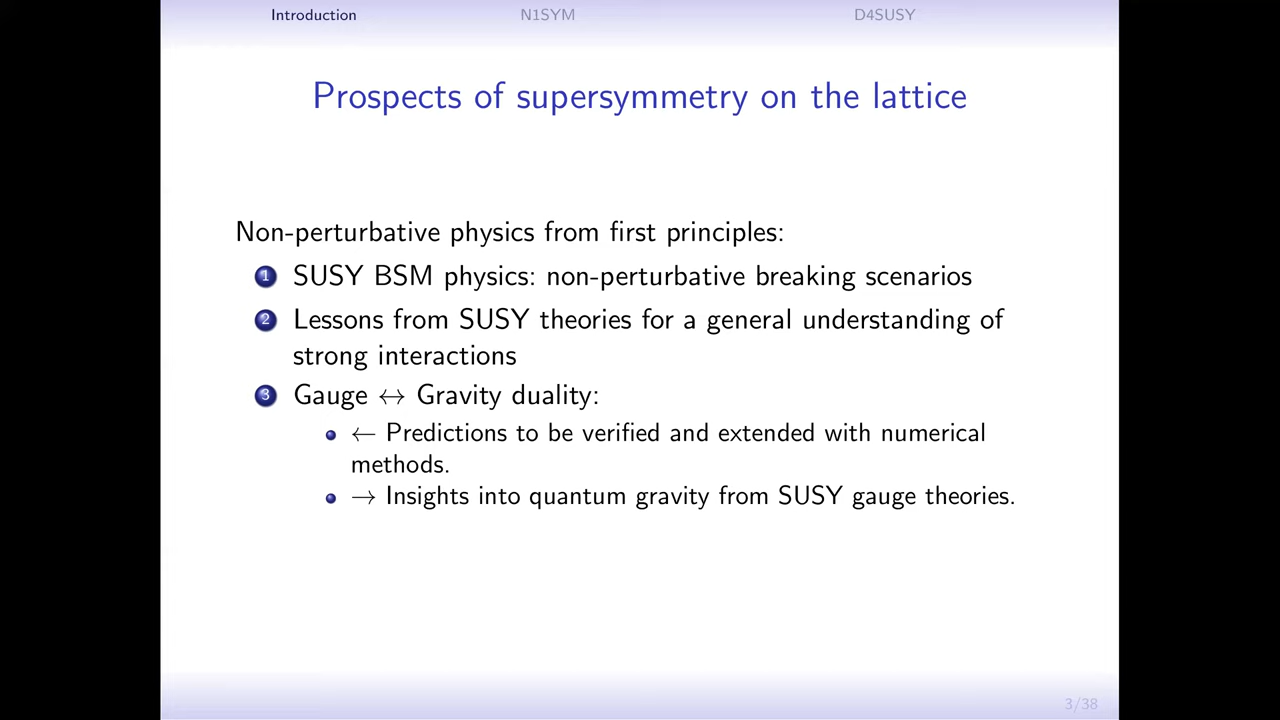 Introduction N1SYM D4SUSY
Prospects of supersymmetry on the lattice
Non-perturbative physics from first principles:
1 SUSY BSM physics: non-perturbative breaking scenarios
2 Lessons from SUSY theories for a general understanding of
strong interactions
3 Gauge ↔ Gravity duality:
← Predictions to be verified and extended with numerical
methods.
→ Insights into quantum gravity from SUSY gauge theories.
3/38